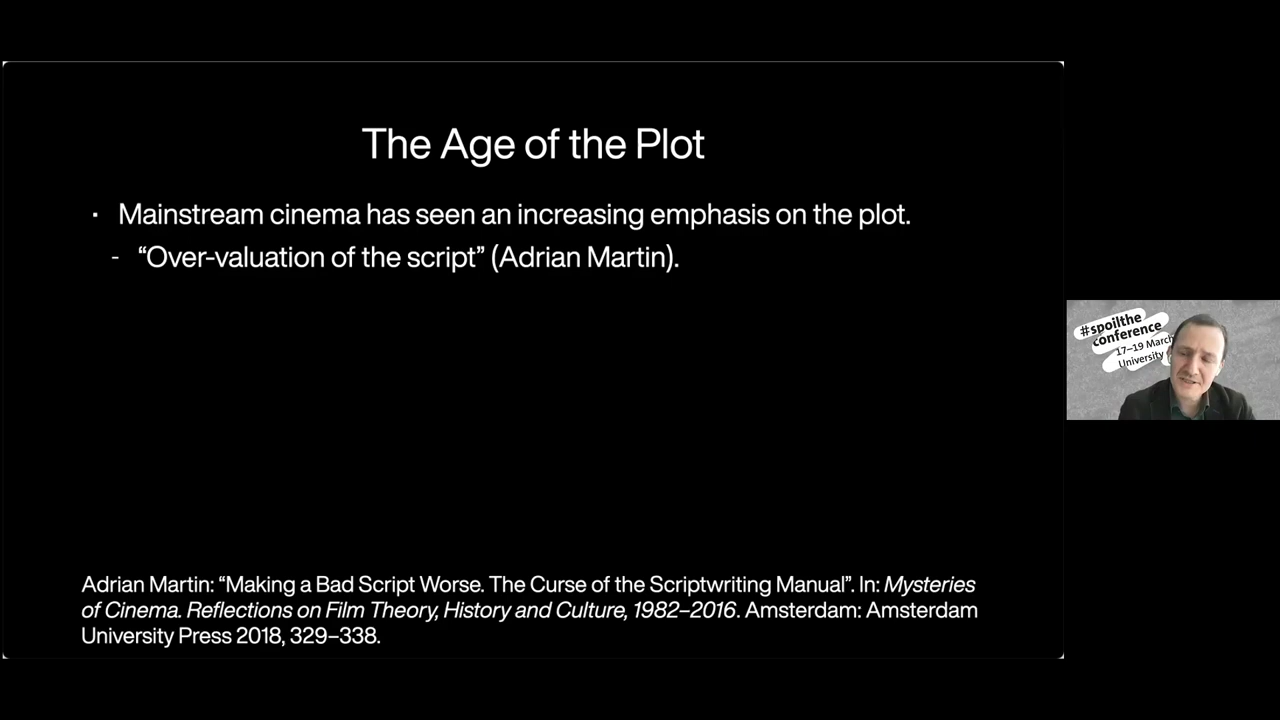 The Age of the Plot
· Mainstream cinema has seen an increasing emphasis on the plot.
- “Over-valuation of the script” (Adrian Martin).
Adrian Martin: “Making a Bad Script Worse. The Curse of the Scriptwriting Manual”. In: Mysteries
of Cinema. Reflections on Film Theory, History and Culture, 1982–2016. Amsterdam: Amsterdam
University Press 2018, 329–338.
#spoilthe
conference
17–19 March
University